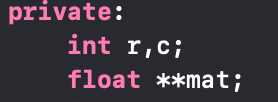 private:
    int r,c;
    float **mat;